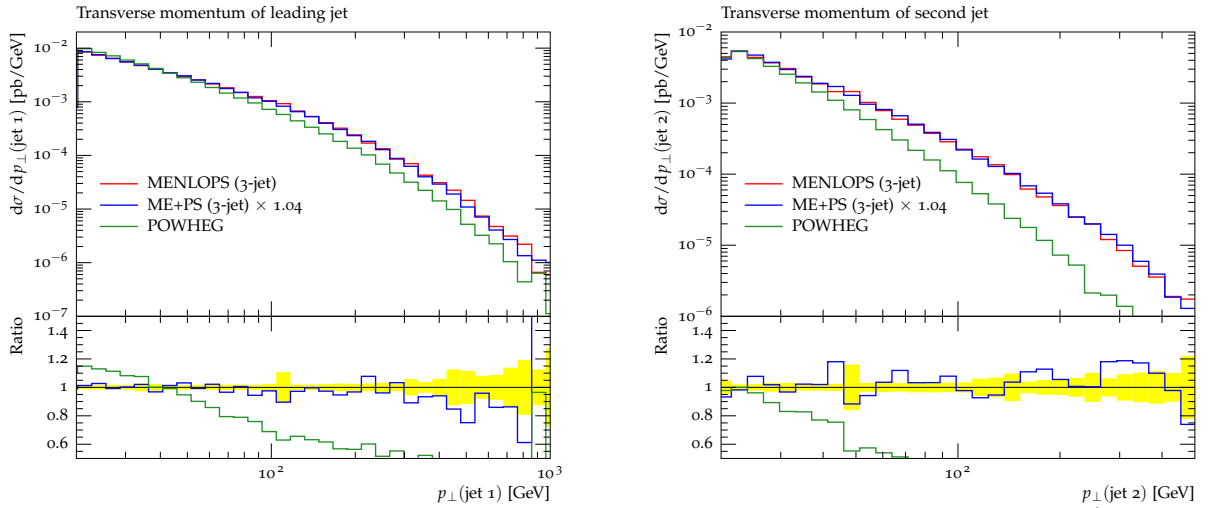 Transverse momentum of leading jet
10⁻²
10⁻³
10⁻⁴
10⁻⁵
10⁻⁶
10⁻⁷
dσ/dp⊥(jet 1) [pb/GeV]
MENLOPS (3-jet)
ME+PS (3-jet) × 1.04
POWHEG
Ratio
1.4
1.2
1
0.8
0.6
10²
10³
p⊥(jet 1) [GeV]
Transverse momentum of second jet
10⁻²
10⁻³
10⁻⁴
10⁻⁵
10⁻⁶
dσ/dp⊥(jet 2) [pb/GeV]
MENLOPS (3-jet)
ME+PS (3-jet) × 1.04
POWHEG
Ratio
1.4
1.2
1
0.8
0.6
10²
p⊥(jet 2) [GeV]